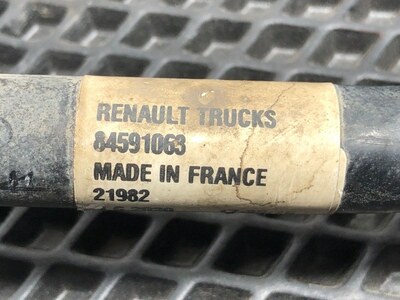 RENAULT TRUCKS
84591063
MADE IN FRANCE
21982